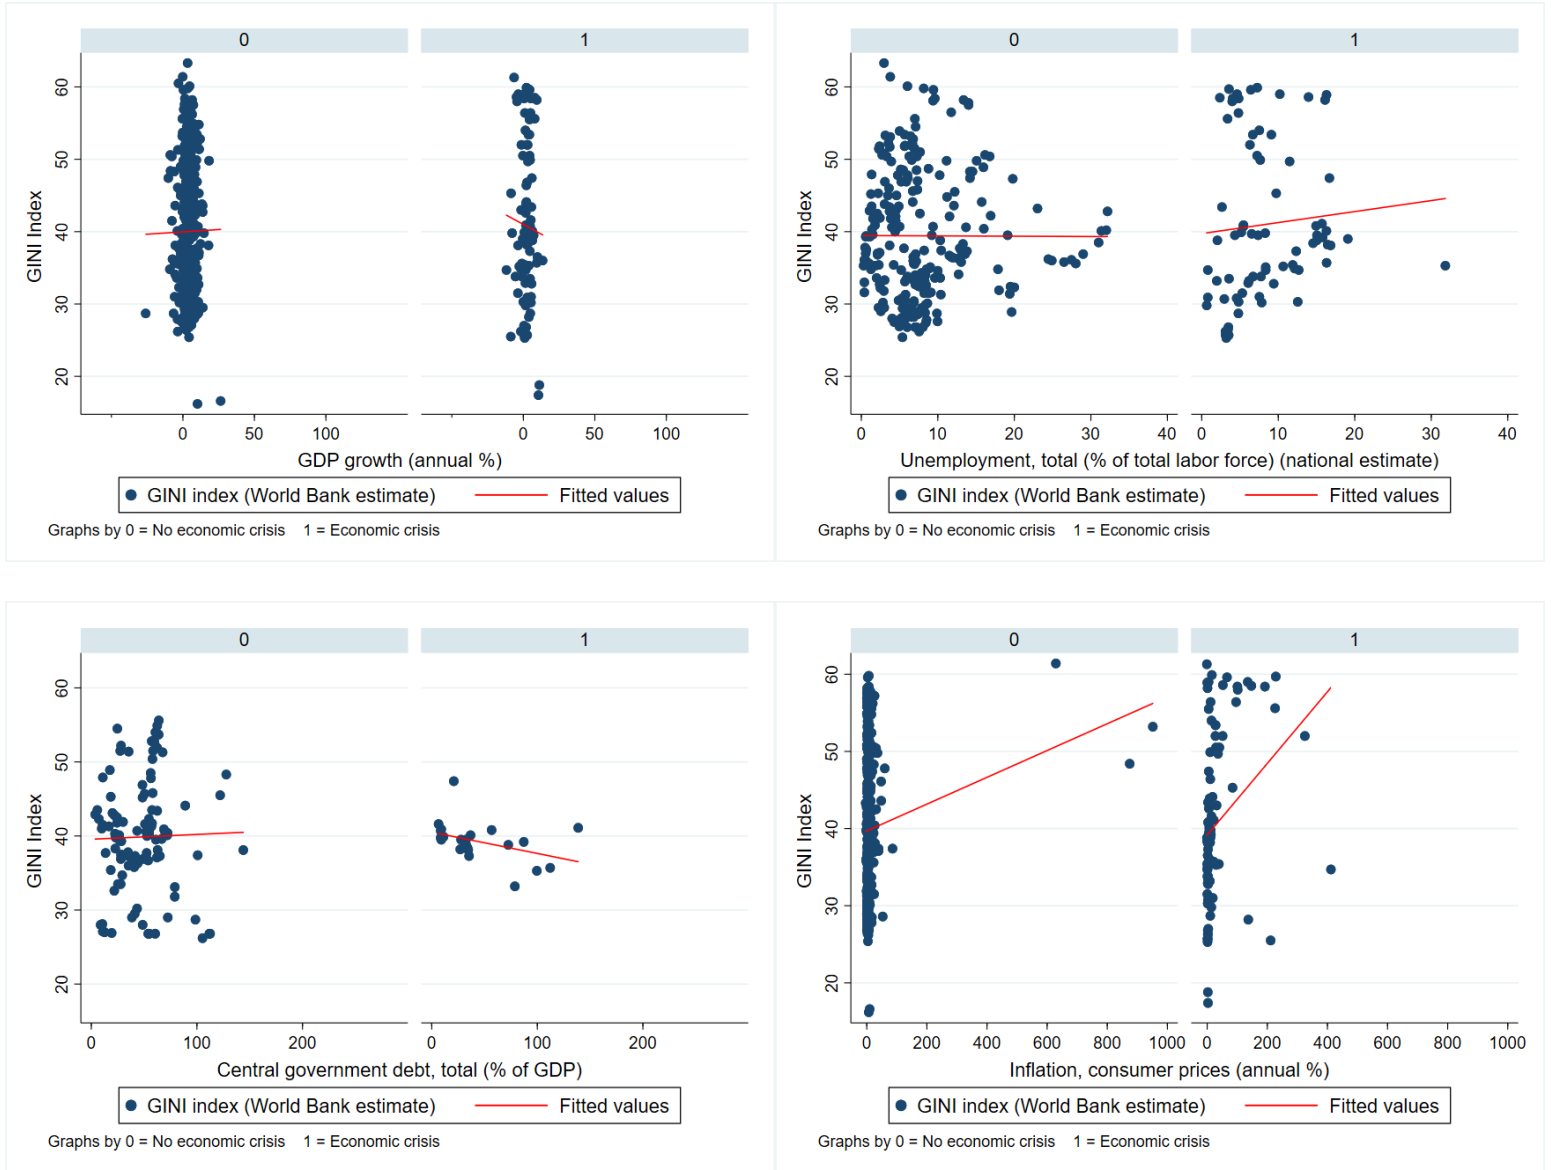 0 1
GINI Index
60
50
40
30
20
0 50 100 0 50 100
GDP growth (annual %)
GINI index (World Bank estimate) Fitted values
Graphs by 0 = No economic crisis 1 = Economic crisis
0 1
GINI Index
60
50
40
30
20
0 10 20 30 40 0 10 20 30 40
Unemployment, total (% of total labor force) (national estimate)
GINI index (World Bank estimate) Fitted values
Graphs by 0 = No economic crisis 1 = Economic crisis
0 1
GINI Index
60
50
40
30
20
0 100 200 0 100 200
Central government debt, total (% of GDP)
GINI index (World Bank estimate) Fitted values
Graphs by 0 = No economic crisis 1 = Economic crisis
0 1
GINI Index
60
50
40
30
20
0 200 400 600 800 1000 0 200 400 600 800 1000
Inflation, consumer prices (annual %)
GINI index (World Bank estimate) Fitted values
Graphs by 0 = No economic crisis 1 = Economic crisis